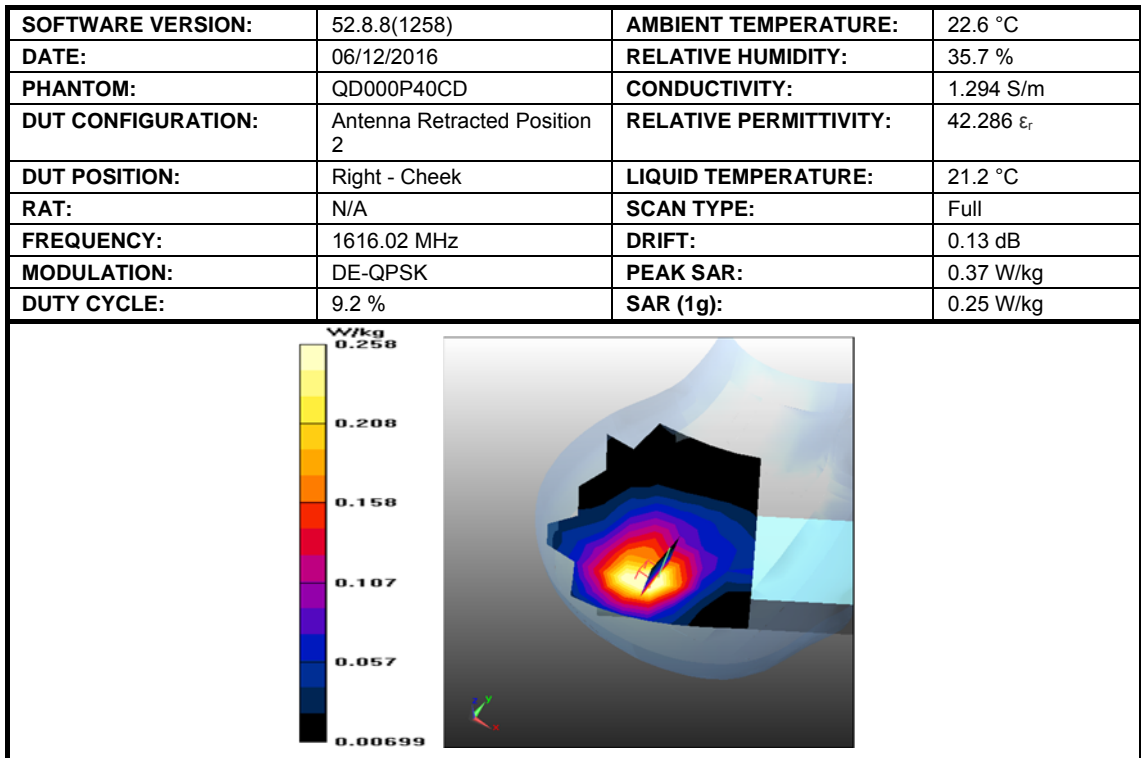 SOFTWARE VERSION: 52.8.8(1258) AMBIENT TEMPERATURE: 22.6 °C
DATE: 06/12/2016 RELATIVE HUMIDITY: 35.7 %
PHANTOM: QD000P40CD CONDUCTIVITY: 1.294 S/m
DUT CONFIGURATION: Antenna Retracted Position 2 RELATIVE PERMITTIVITY: 42.286 εr
DUT POSITION: Right - Cheek LIQUID TEMPERATURE: 21.2 °C
RAT: N/A SCAN TYPE: Full
FREQUENCY: 1616.02 MHz DRIFT: 0.13 dB
MODULATION: DE-QPSK PEAK SAR: 0.37 W/kg
DUTY CYCLE: 9.2 % SAR (1g): 0.25 W/kg
W/kg
0.258
0.208
0.158
0.107
0.057
0.00699
z y
x